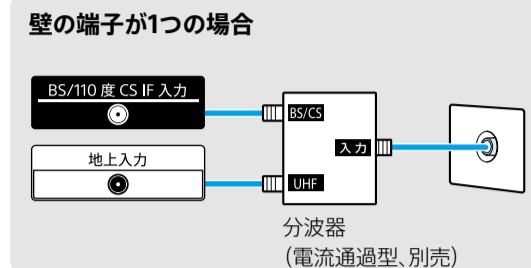 壁の端子が1つの場合
BS/110 度 CS IF 入力
地上入力
BS/CS
入力
UHF
分波器
(電流通過型、別売)